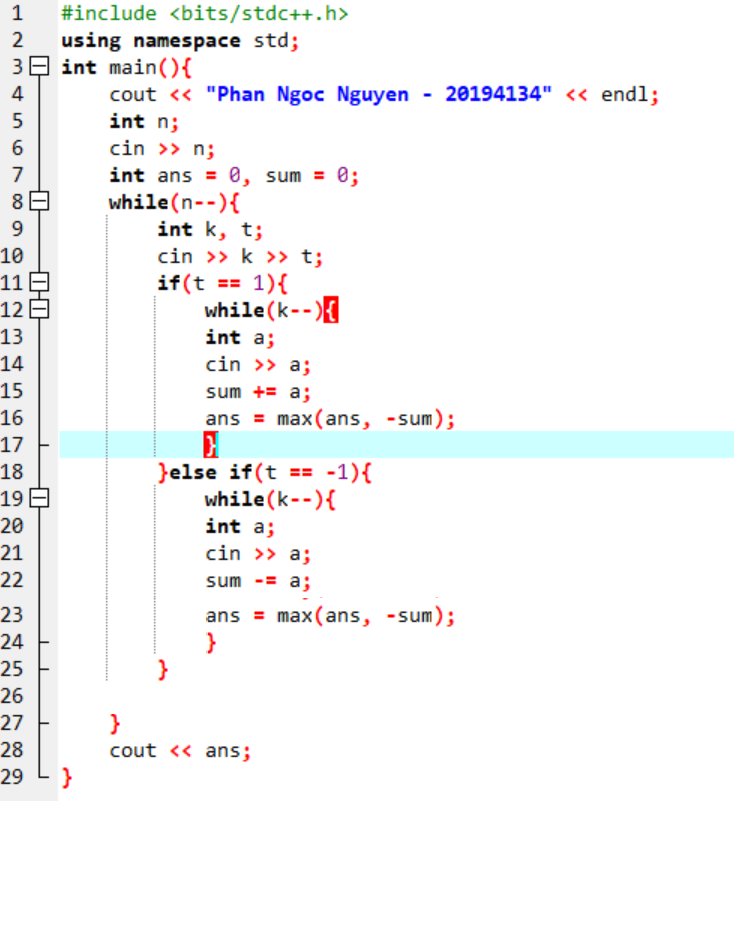 1 #include <bits/stdc++.h>
2 using namespace std;
3 int main(){
4 cout << "Phan Ngoc Nguyen - 20194134" << endl;
5 int n;
6 cin >> n;
7 int ans = 0, sum = 0;
8 while(n--){
9 int k, t;
10 cin >> k >> t;
11 if(t == 1){
12 while(k--){
13 int a;
14 cin >> a;
15 sum += a;
16 ans = max(ans, -sum);
17 }
18 }else if(t == -1){
19 while(k--){
20 int a;
21 cin >> a;
22 sum -= a;
23 ans = max(ans, -sum);
24 }
25 }
26
27 }
28 cout << ans;
29 }